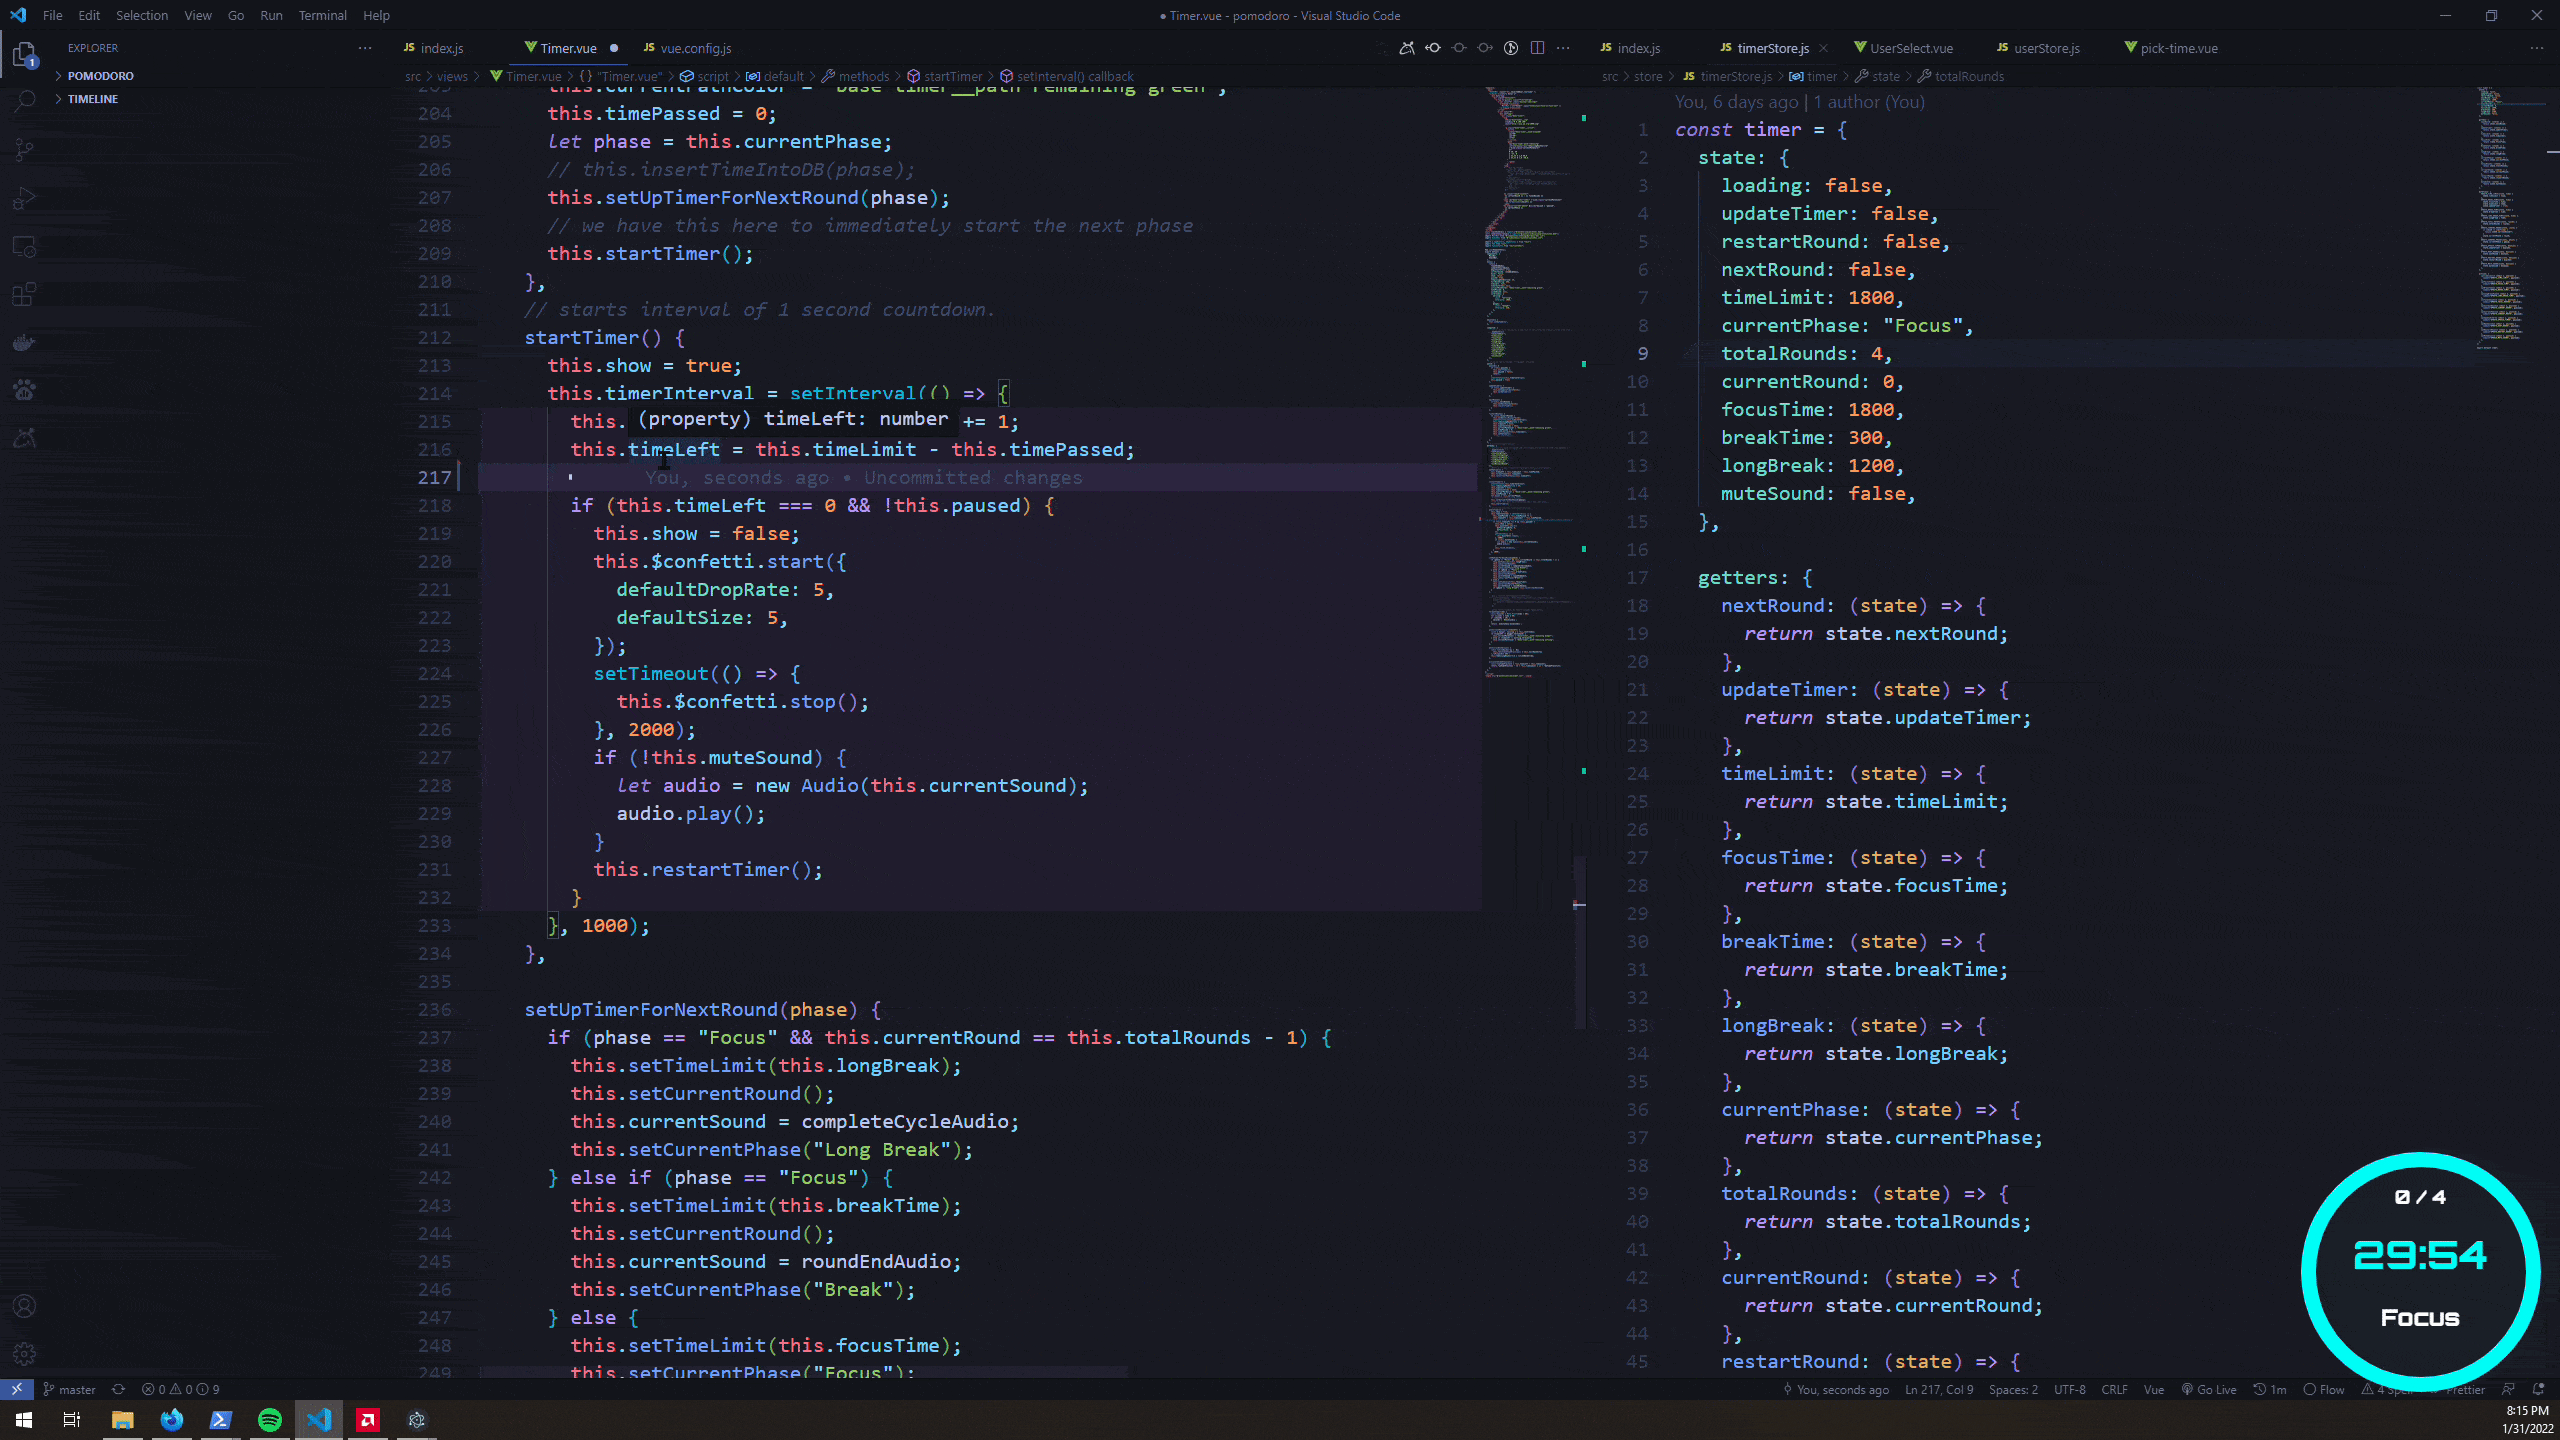 File Edit Selection View Go Run Terminal Help
● Timer.vue - pomodoro - Visual Studio Code
EXPLORER
POMODORO
TIMELINE
1
JS index.js
Timer.vue
JS vue.config.js
src > views > Timer.vue > {} "Timer.vue" > script > default > methods > startTimer > setInterval() callback
204 this.timePassed = 0;
205 let phase = this.currentPhase;
206 // this.insertTimeIntoDB(phase);
207 this.setUpTimerForNextRound(phase);
208 // we have this here to immediately start the next phase
209 this.startTimer();
210 },
211 // starts interval of 1 second countdown.
212 startTimer() {
213 this.show = true;
214 this.timerInterval = setInterval(() => {
215 this. (property) timeLeft: number += 1;
216 this.timeLeft = this.timeLimit - this.timePassed;
217 You, seconds ago • Uncommitted changes
218 if (this.timeLeft === 0 && !this.paused) {
219 this.show = false;
220 this.$confetti.start({
221 defaultDropRate: 5,
222 defaultSize: 5,
223 });
224 setTimeout(() => {
225 this.$confetti.stop();
226 }, 2000);
227 if (!this.muteSound) {
228 let audio = new Audio(this.currentSound);
229 audio.play();
230 }
231 this.restartTimer();
232 }
233 }, 1000);
234 },
235
236 setUpTimerForNextRound(phase) {
237 if (phase == "Focus" && this.currentRound == this.totalRounds - 1) {
238 this.setTimeLimit(this.longBreak);
239 this.setCurrentRound();
240 this.currentSound = completeCycleAudio;
241 this.setCurrentPhase("Long Break");
242 } else if (phase == "Focus") {
243 this.setTimeLimit(this.breakTime);
244 this.setCurrentRound();
245 this.currentSound = roundEndAudio;
246 this.setCurrentPhase("Break");
247 } else {
248 this.setTimeLimit(this.focusTime);
249 this.setCurrentPhase("Focus");
JS index.js
JS timerStore.js
UserSelect.vue
JS userStore.js
pick-time.vue
src > store > JS timerStore.js > timer > state > totalRounds
You, 6 days ago | 1 author (You)
1 const timer = {
2 state: {
3 loading: false,
4 updateTimer: false,
5 restartRound: false,
6 nextRound: false,
7 timeLimit: 1800,
8 currentPhase: "Focus",
9 totalRounds: 4,
10 currentRound: 0,
11 focusTime: 1800,
12 breakTime: 300,
13 longBreak: 1200,
14 muteSound: false,
15 },
16
17 getters: {
18 nextRound: (state) => {
19 return state.nextRound;
20 },
21 updateTimer: (state) => {
22 return state.updateTimer;
23 },
24 timeLimit: (state) => {
25 return state.timeLimit;
26 },
27 focusTime: (state) => {
28 return state.focusTime;
29 },
30 breakTime: (state) => {
31 return state.breakTime;
32 },
33 longBreak: (state) => {
34 return state.longBreak;
35 },
36 currentPhase: (state) => {
37 return state.currentPhase;
38 },
39 totalRounds: (state) => {
40 return state.totalRounds;
41 },
42 currentRound: (state) => {
43 return state.currentRound;
44 },
45 restartRound: (state) => {
0 / 4
29:54
Focus
master 0 0 9
You, seconds ago Ln 217, Col 9 Spaces: 2 UTF-8 CRLF Vue Go Live 1m Flow 4 Prettier
8:15 PM
1/31/2022